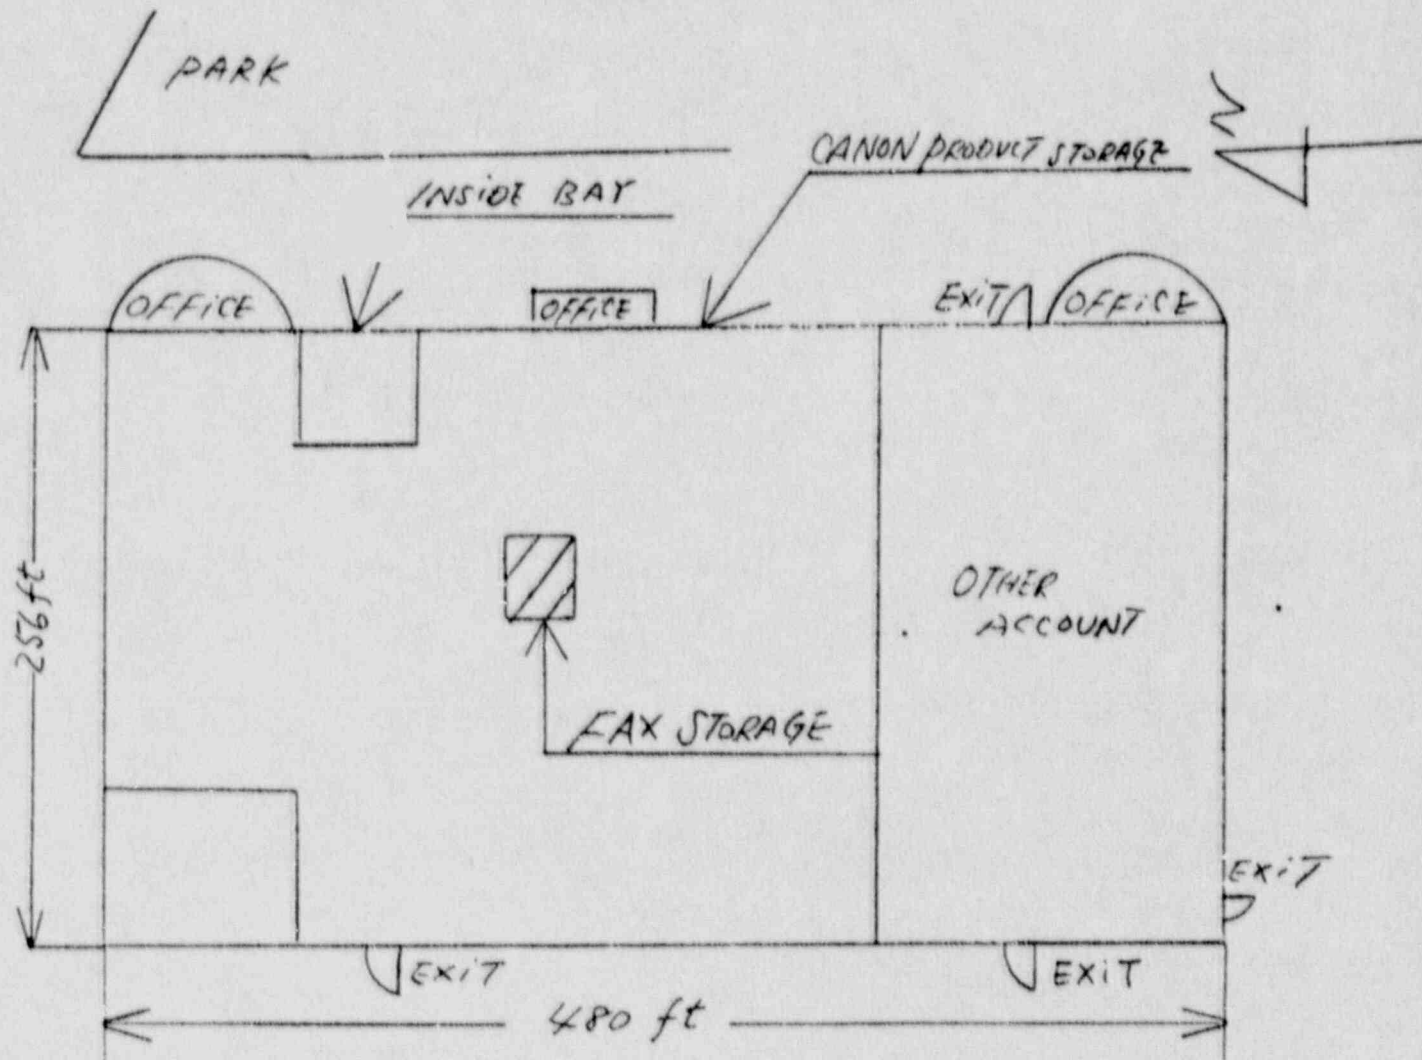 PARK
CANON PRODUCT STORAGE
N
INSIDE BAY
OFFICE
OFFICE
EXIT
OFFICE
256 ft
OTHER
ACCOUNT
FAX STORAGE
EXIT
EXIT
EXIT
480 ft